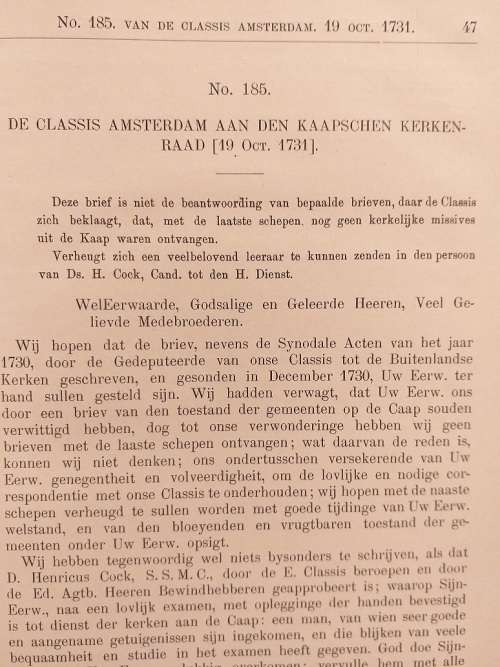 No. 185. VAN DE CLASSIS AMSTERDAM. 19 OCT. 1731. 47
No. 185.
DE CLASSIS AMSTERDAM AAN DEN KAAPSCHEN KERKEN-
RAAD [19 OCT. 1731].
Deze brief is niet de beantwoording van bepaalde brieven, daar de Classis
zich beklaagt, dat, met de laatste schepen. nog geen kerkelijke missives
uit de Kaap waren ontvangen.
Verheugt zich een veelbelovend leeraar te kunnen zenden in den persoon
van Ds. H. Cock, Cand. tot den H. Dienst.
WelEerwaarde, Godsalige en Geleerde Heeren, Veel Ge-
lievde Medebroederen.
Wij hopen dat de briev, nevens de Synodale Acten van het jaar
1730, door de Gedeputeerde van onse Classis tot de Buitenlandse
Kerken geschreven, en gesonden in December 1730, Uw Eerw. ter
hand sullen gesteld sijn. Wij hadden verwagt, dat Uw Eerw. ons
door een briev van den toestand der gemeenten op de Caap souden
verwittigd hebben, dog tot onse verwonderinge hebben wij geen
brieven met de laaste schepen ontvangen; wat daarvan de reden is,
konnen wij niet denken; ons ondertusschen versekerende van Uw
Eerw. genegentheit en volveerdigheit, om de lovlijke en nodige cor-
respondentie met onse Classis te onderhouden; wij hopen met de naaste
schepen verheugd te sullen worden met goede tijdinge van Uw Eerw.
welstand, en van den bloeyenden en vrugtbaren toestand der ge-
meenten onder Uw Eerw. opsigt.
Wij hebben tegenwoordig wel niets bysonders te schrijven, als dat
D. Henricus Cock, S. S. M. C., door de E. Classis beroepen en door
de Ed. Agtb. Heeren Bewindhebberen geapprobeert is; waarop Sijn-
Eerw., naa een lovlijk examen, met oplegginge der handen bevestigd
is tot dienst der kerken aan de Caap: een man, van wien seer goede
en aangename getuigenissen sijn ingekomen, en die blijken van veele
bequaamheit en studie in het examen heeft gegeven. God doe Sijn-
overkomen; vervulle hem met alle